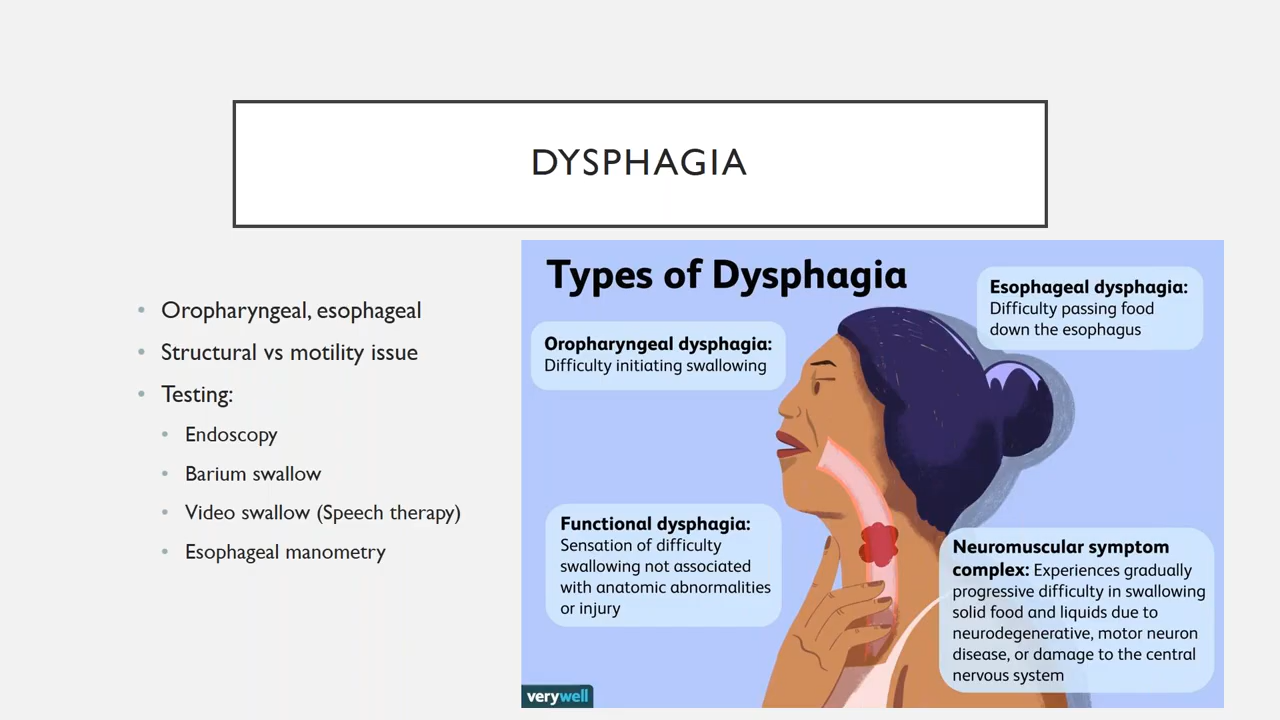 DYSPHAGIA
Oropharyngeal, esophageal
Structural vs motility issue
Testing:
Endoscopy
Barium swallow
Video swallow (Speech therapy)
Esophageal manometry
Types of Dysphagia
Oropharyngeal dysphagia:
Difficulty initiating swallowing
Esophageal dysphagia:
Difficulty passing food
down the esophagus
Functional dysphagia:
Sensation of difficulty
swallowing not associated
with anatomic abnormalities
or injury
Neuromuscular symptom
complex: Experiences gradually
progressive difficulty in swallowing
solid food and liquids due to
neurodegenerative, motor neuron
disease, or damage to the central
nervous system
verywell